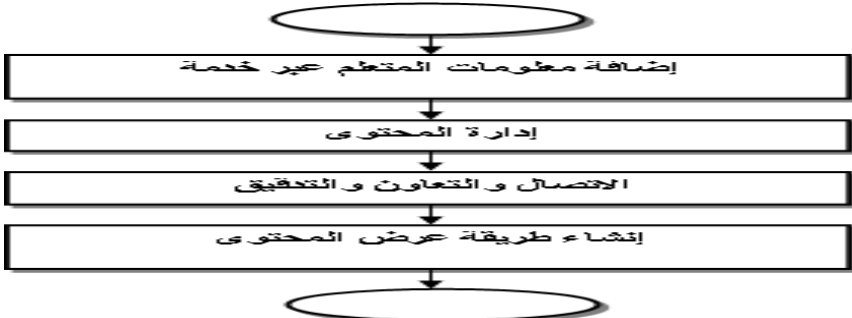 إضافة معلومات المتعلم عبر خدمة
إدارة المحتوى
الاتصال والتعاون والتدقيق
إنشاء طريقة عرض المحتوى